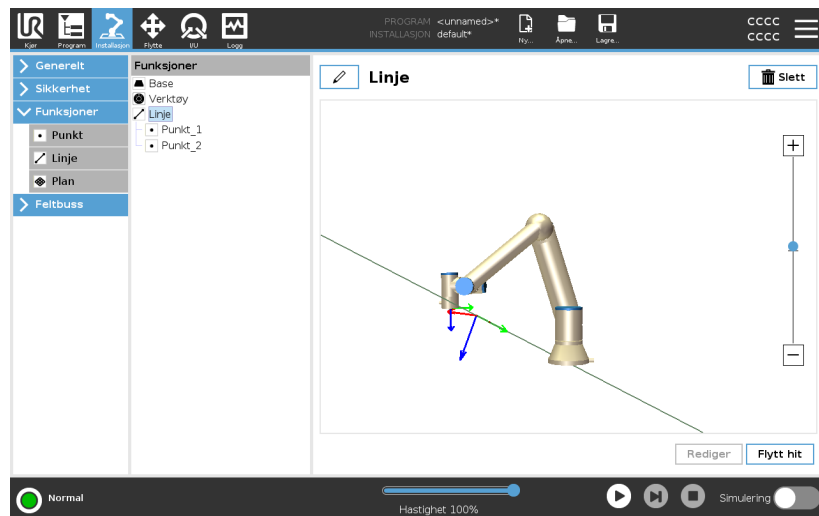 PROGRAM <unnamed>*
INSTALLASJON default*
CCCC
CCCC
Kjør Program Installasjon Flytte I/U Logg Ny... Åpne... Lagre...
Generelt
Sikkerhet
Funksjoner
Punkt
Linje
Plan
Feltbuss
Funksjoner
Base
Verktøy
Linje
Punkt_1
Punkt_2
Linje
Slett
Rediger
Flytt hit
Normal
Hastighet 100%
Simulering